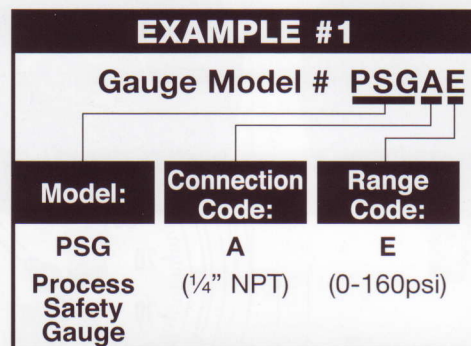 EXAMPLE #1
Gauge Model # PSGAE
Model:
Connection Code:
Range Code:
PSG
A
E
Process Safety Gauge
(1/4” NPT)
(0-160psi)